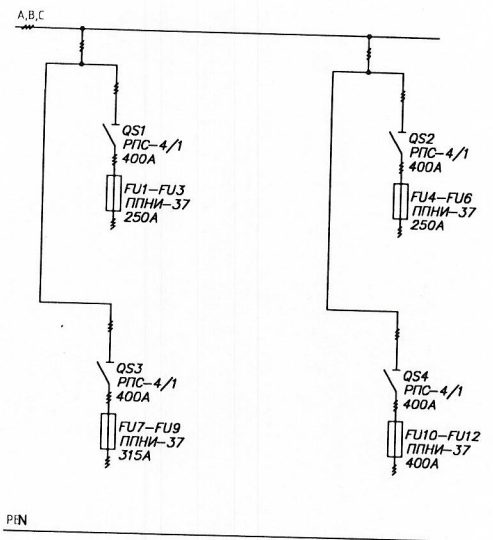 A,B,C
QS1
РПС-4/1
400А
FU1-FU3
ППНИ-37
250А
QS2
РПС-4/1
400А
FU4-FU6
ППНИ-37
250А
QS3
РПС-4/1
400А
FU7-FU9
ППНИ-37
315А
QS4
РПС-4/1
400А
FU10-FU12
ППНИ-37
400А
PEN